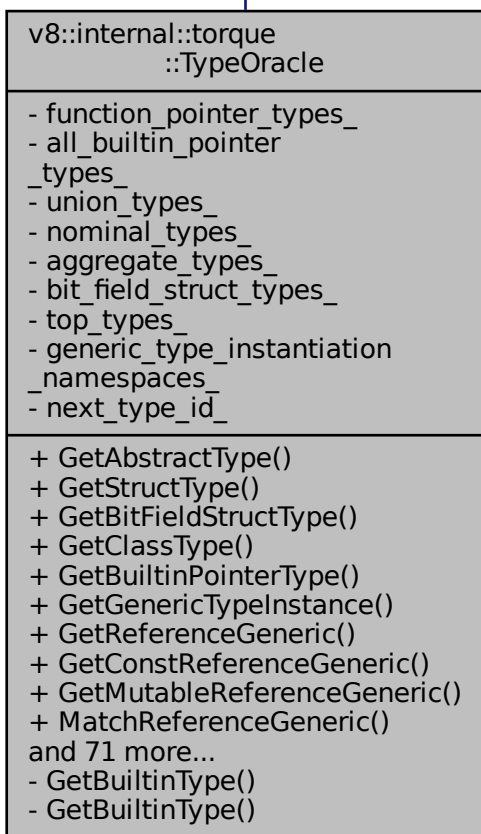 v8::internal::torque
::TypeOracle
- function_pointer_types_
- all_builtin_pointer
_types_
- union_types_
- nominal_types_
- aggregate_types_
- bit_field_struct_types_
- top_types_
- generic_type_instantiation
_namespaces_
- next_type_id_
+ GetAbstractType()
+ GetStructType()
+ GetBitFieldStructType()
+ GetClassType()
+ GetBuiltinPointerType()
+ GetGenericTypeInstance()
+ GetReferenceGeneric()
+ GetConstReferenceGeneric()
+ GetMutableReferenceGeneric()
+ MatchReferenceGeneric()
and 71 more...
- GetBuiltinType()
- GetBuiltinType()